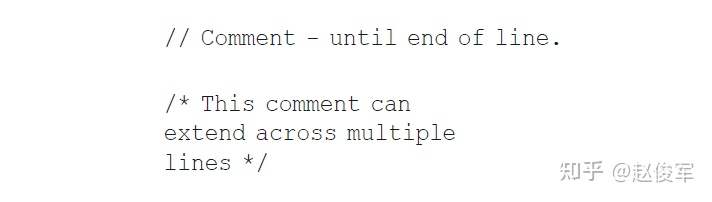 // Comment – until end of line.
/* This comment can
extend across multiple
lines */
知乎 @赵俊军